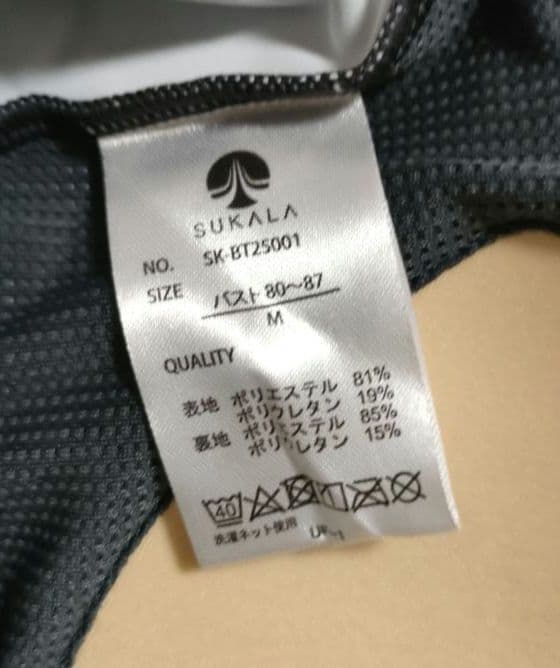 SUKALA
NO. SK-BT25001
SIZE バスト 80〜87
M
QUALITY
表地 ポリエステル 81%
ポリウレタン 19%
裏地 ポリエステル 85%
ポリウレタン 15%
40
洗濯ネット使用